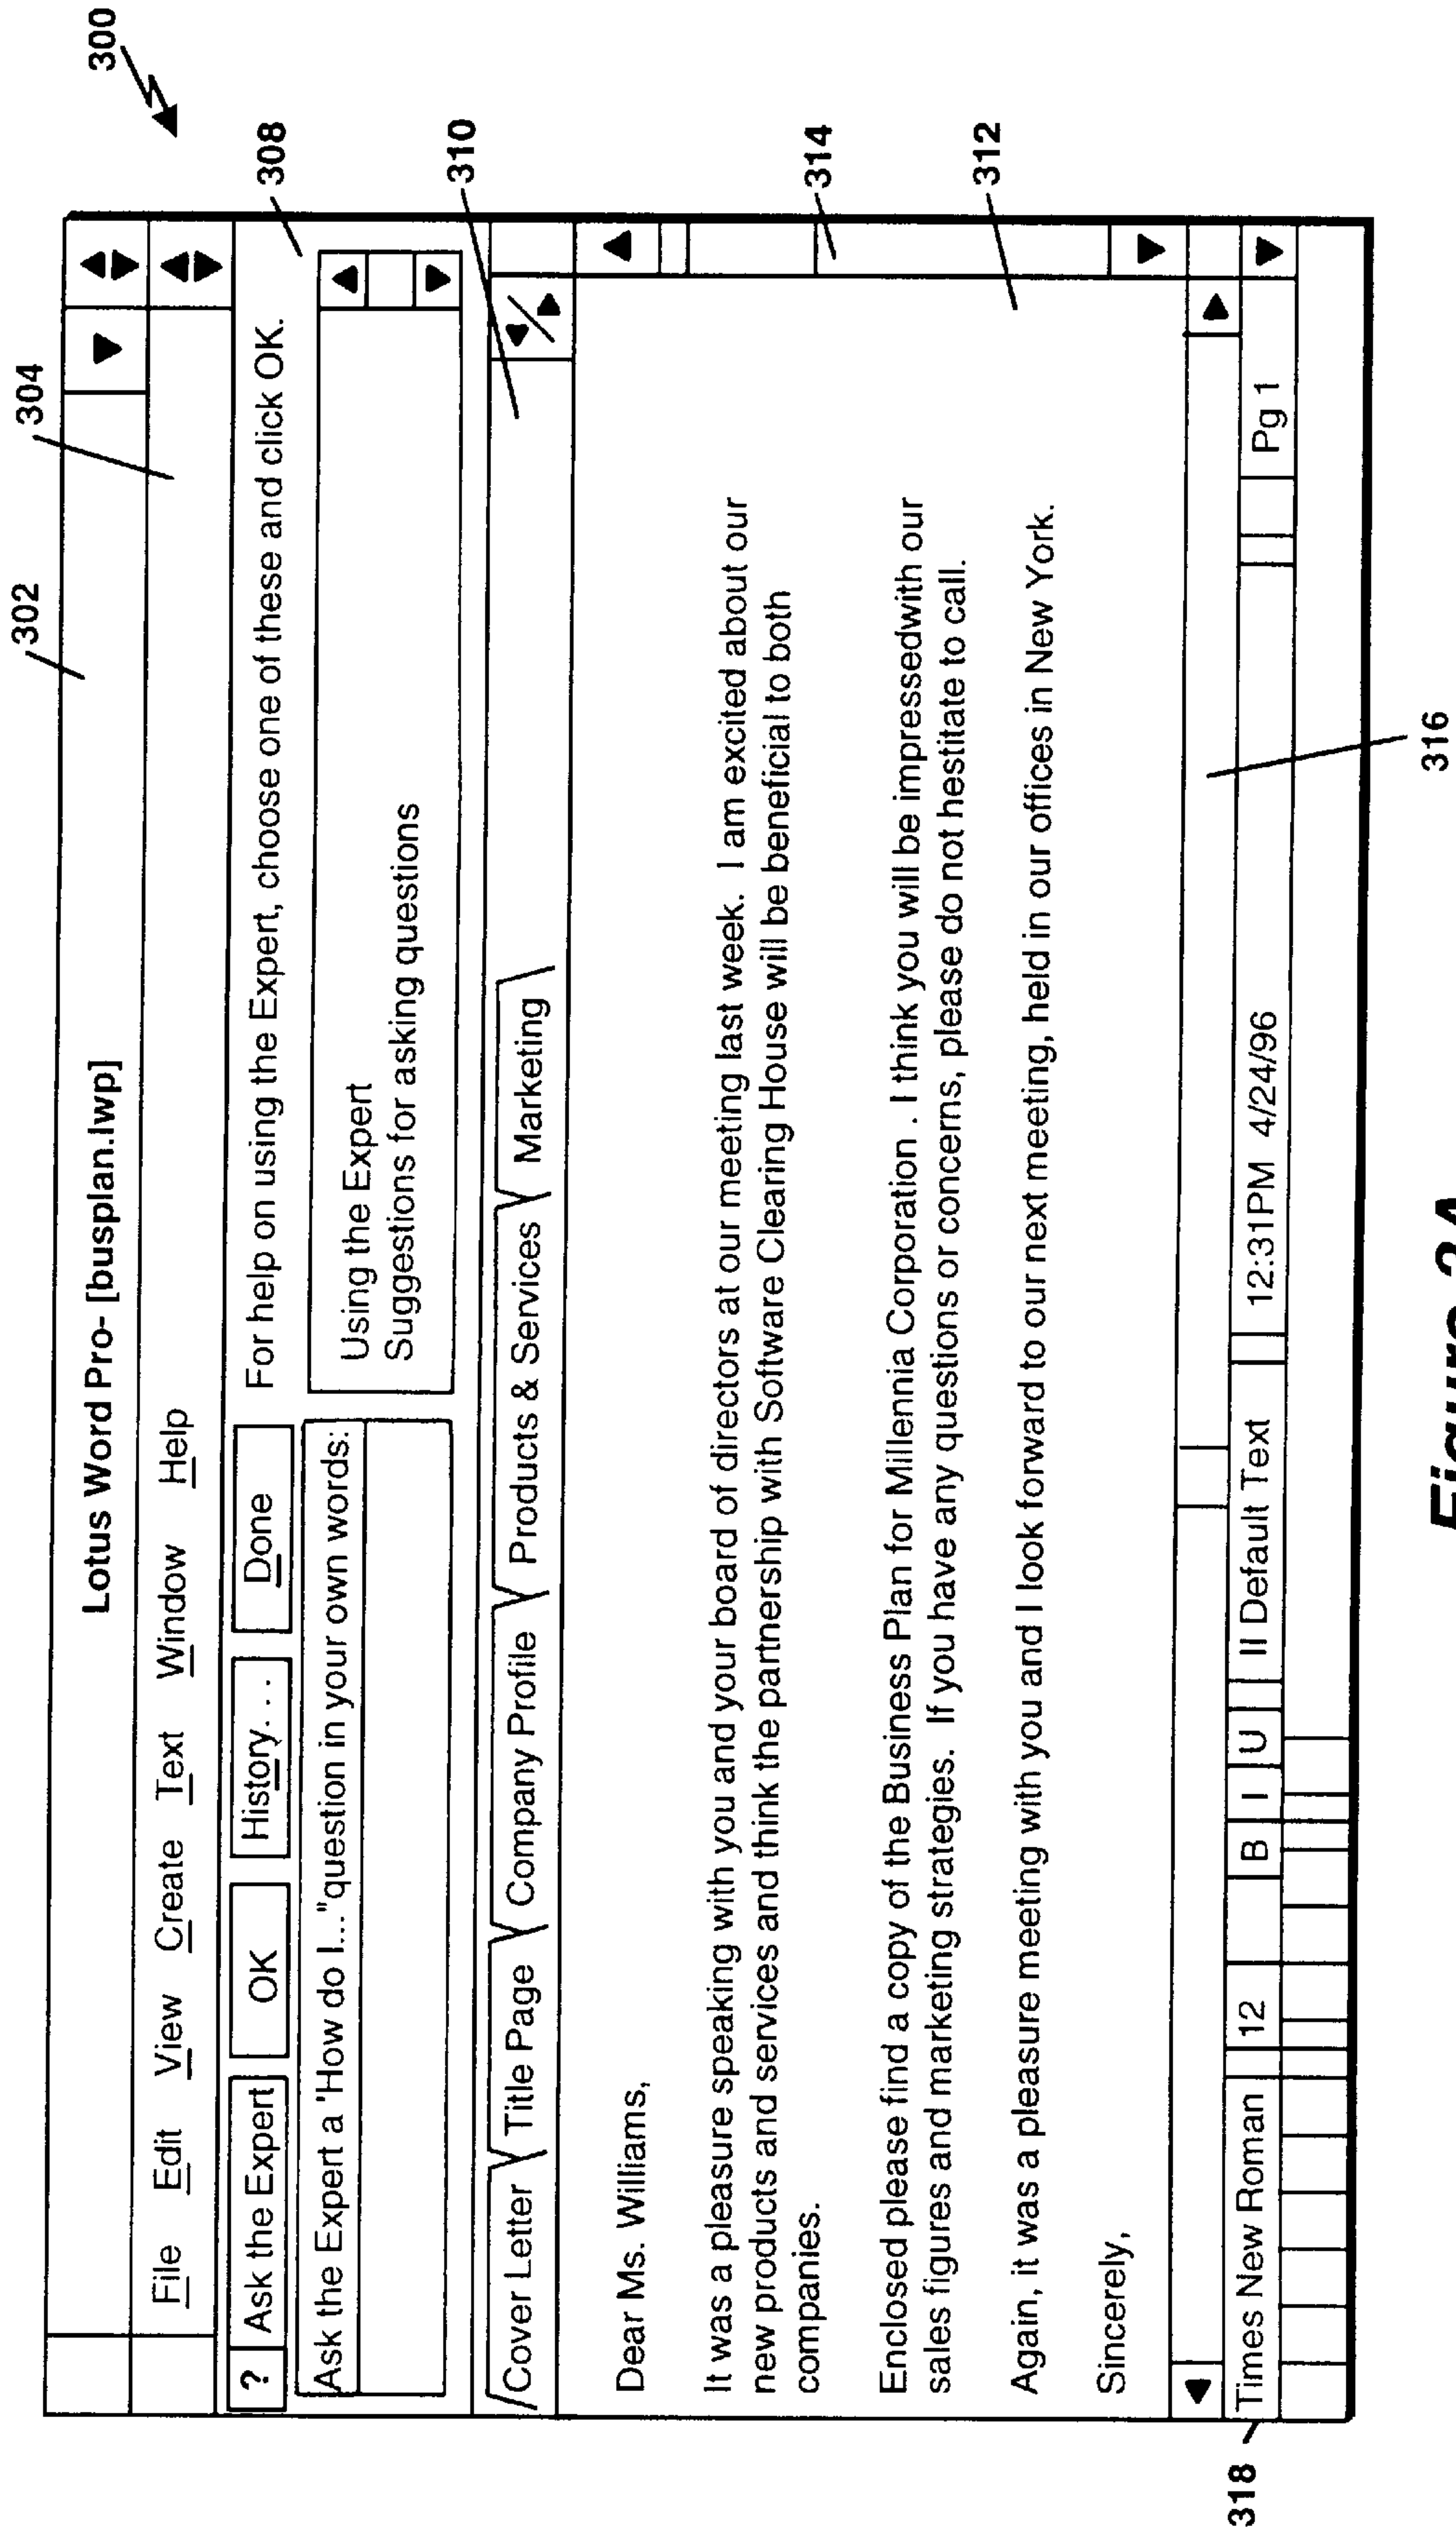 300
302
304
Lotus Word Pro- [busplan.lwp]
File Edit View Create Text Window Help
308
? Ask the Expert OK History... Done For help on using the Expert, choose one of these and click OK.
Ask the Expert a 'How do I..."question in your own words:
Using the Expert
Suggestions for asking questions
310
Cover Letter Title Page Company Profile Products & Services Marketing
Dear Ms. Williams,
It was a pleasure speaking with you and your board of directors at our meeting last week. I am excited about our
new products and services and think the partnership with Software Clearing House will be beneficial to both
companies.
314
Enclosed please find a copy of the Business Plan for Millennia Corporation . I think you will be impressedwith our
sales figures and marketing strategies. If you have any questions or concerns, please do not hestitate to call.
312
Again, it was a pleasure meeting with you and I look forward to our next meeting, held in our offices in New York.
Sincerely,
318
Times New Roman 12 B I U II Default Text 12:31PM 4/24/96 Pg 1
316